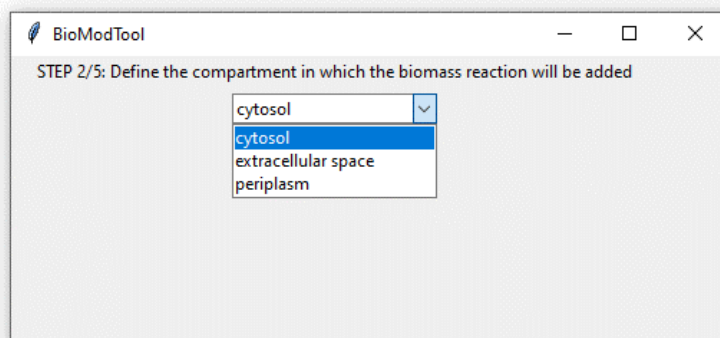 BioModTool
STEP 2/5: Define the compartment in which the biomass reaction will be added
cytosol
cytosol
extracellular space
periplasm